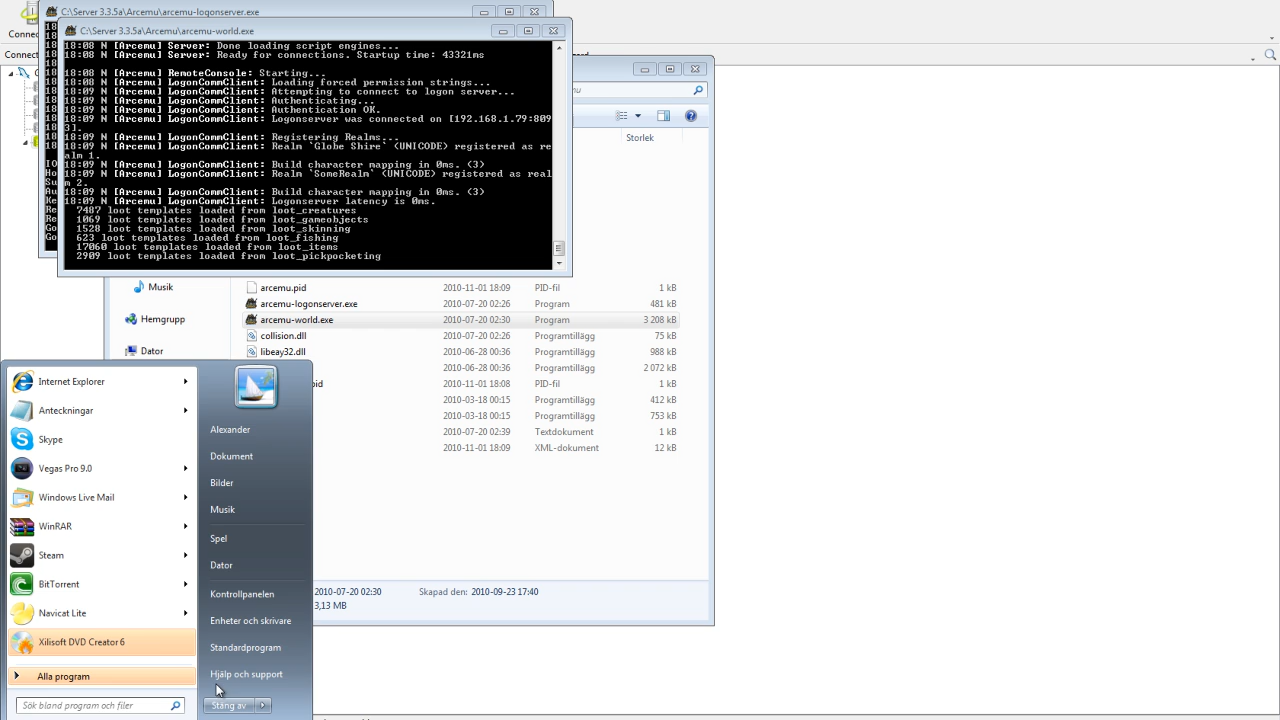 C:\Server 3.3.5a\Arcemu\arcemu-logonserver.exe
C:\Server 3.3.5a\Arcemu\arcemu-world.exe
18:08 N [Arcemu] Server: Done loading script engines...
18:08 N [Arcemu] Server: Ready for connections. Startup time: 43321ms
18:08 N [Arcemu] RemoteConsole: Starting...
18:08 N [Arcemu] LogonCommClient: Loading forced permission strings...
18:08 N [Arcemu] LogonCommClient: Attempting to connect to logon server...
18:09 N [Arcemu] LogonCommClient: Authenticating...
18:09 N [Arcemu] LogonCommClient: Authentication OK.
18:09 N [Arcemu] LogonCommClient: Logonserver was connected on [192.168.1.79:809
3].
18:09 N [Arcemu] LogonCommClient: Registering Realms...
18:09 N [Arcemu] LogonCommClient: Realm `Globe Shire` (UNICODE) registered as re
alm 1.
18:09 N [Arcemu] LogonCommClient: Build character mapping in 0ms. (3)
18:09 N [Arcemu] LogonCommClient: Realm `SomeRealm` (UNICODE) registered as real
m 2.
18:09 N [Arcemu] LogonCommClient: Build character mapping in 0ms. (3)
18:09 N [Arcemu] LogonCommClient: Logonserver latency is 0ms.
7487 loot templates loaded from loot_creatures
1069 loot templates loaded from loot_gameobjects
1528 loot templates loaded from loot_skinning
623 loot templates loaded from loot_fishing
17060 loot templates loaded from loot_items
2909 loot templates loaded from loot_pickpocketing
Storlek
Musik
Hemgrupp
Dator
arcemu.pid 2010-11-01 18:09 PID-fil 1 kB
arcemu-logonserver.exe 2010-07-20 02:26 Program 481 kB
arcemu-world.exe 2010-07-20 02:30 Program 3 208 kB
collision.dll 2010-07-20 02:26 Programtillägg 75 kB
libeay32.dll 2010-06-28 00:36 Programtillägg 988 kB
2010-06-28 00:36 Programtillägg 2 072 kB
pid 2010-11-01 18:08 PID-fil 1 kB
2010-03-18 00:15 Programtillägg 412 kB
2010-03-18 00:15 Programtillägg 753 kB
2010-07-20 02:39 Textdokument 1 kB
2010-11-01 18:09 XML-dokument 12 kB
2010-07-20 02:30 Skapad den: 2010-09-23 17:40
3,13 MB
Internet Explorer
Anteckningar
Skype
Vegas Pro 9.0
Windows Live Mail
WinRAR
Steam
BitTorrent
Navicat Lite
Xilisoft DVD Creator 6
Alla program
Sök bland program och filer
Alexander
Dokument
Bilder
Musik
Spel
Dator
Kontrollpanelen
Enheter och skrivare
Standardprogram
Hjälp och support
Stäng av